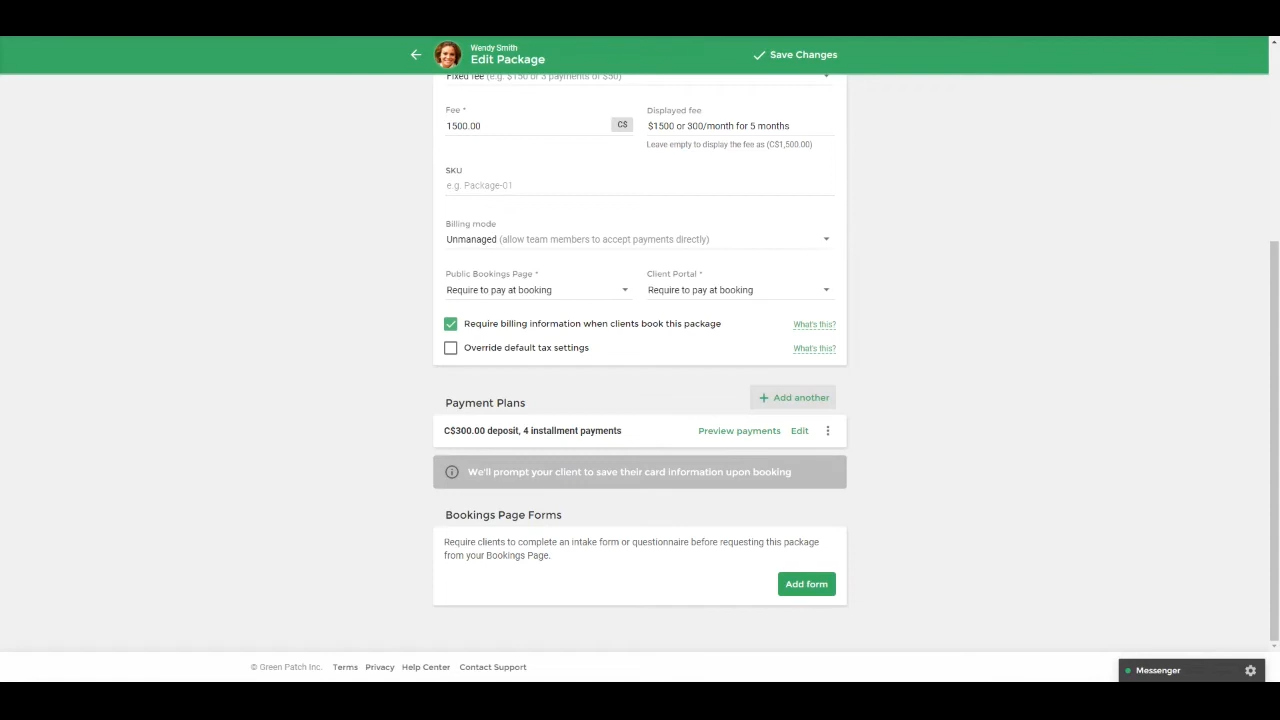 Wendy Smith
Edit Package
Save Changes
Fixed fee (e.g. $150 or 3 payments of $50)
Fee *
1500.00
C$
Displayed fee
$1500 or 300/month for 5 months
Leave empty to display the fee as (C$1,500.00)
SKU
e.g. Package-01
Billing mode
Unmanaged (allow team members to accept payments directly)
Public Bookings Page *
Require to pay at booking
Client Portal *
Require to pay at booking
Require billing information when clients book this package
What's this?
Override default tax settings
What's this?
Payment Plans
+ Add another
C$300.00 deposit, 4 installment payments
Preview payments
Edit
We'll prompt your client to save their card information upon booking
Bookings Page Forms
Require clients to complete an intake form or questionnaire before requesting this package
from your Bookings Page.
Add form
© Green Patch Inc. Terms Privacy Help Center Contact Support
Messenger